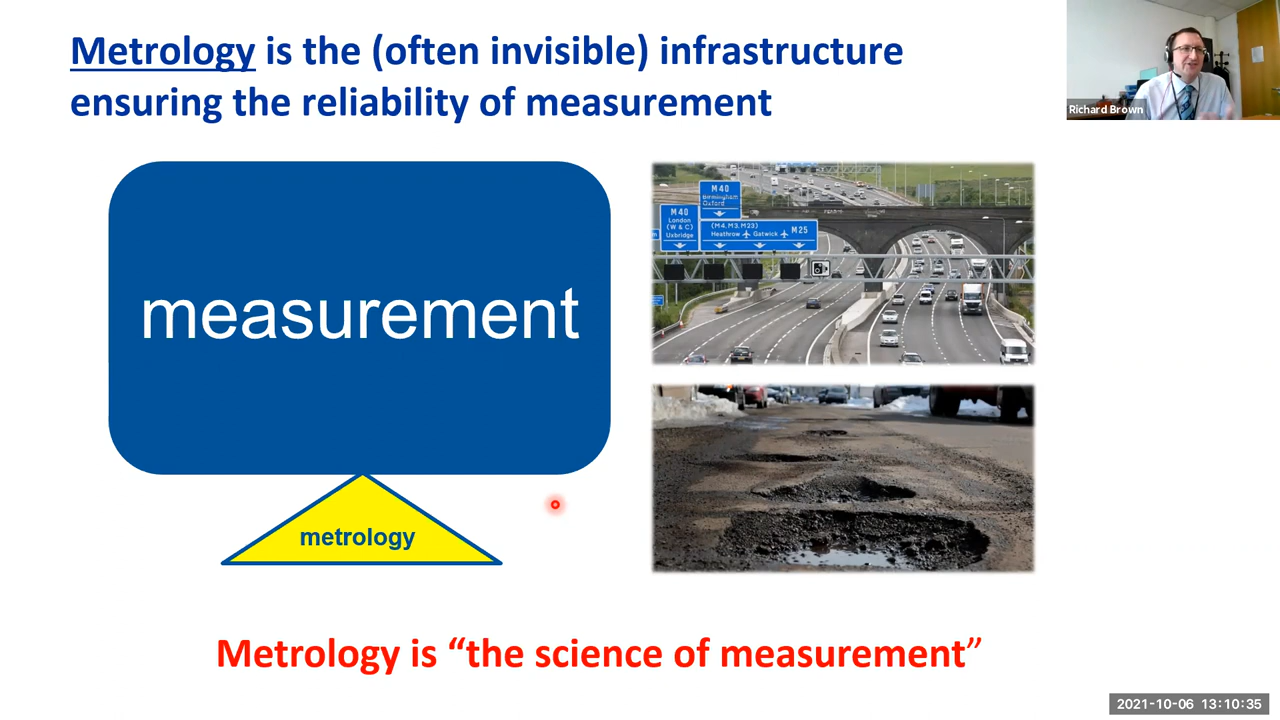 Metrology is the (often invisible) infrastructure
ensuring the reliability of measurement
Richard Brown
measurement
metrology
M40
Birmingham
Oxford
M40
London
(W & C)
Uxbridge
(M4, M3, M23)
Heathrow Gatwick M25
Metrology is “the science of measurement”
2021-10-06 13:10:35